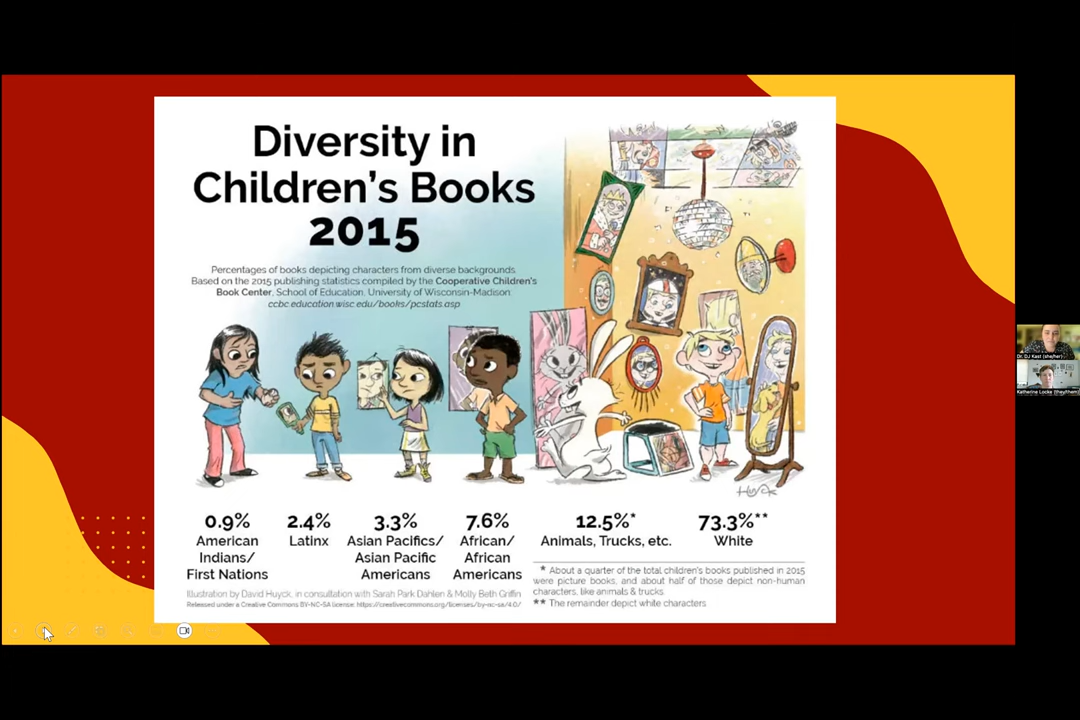 Diversity in
Children's Books
2015
Percentages of books depicting characters from diverse backgrounds.
Based on the 2015 publishing statistics compiled by the Cooperative Children's
Book Center, School of Education, University of Wisconsin-Madison:
ccbc.education.wisc.edu/books/pcstats.asp
Huyck
0.9%
American
Indians/
First Nations
2.4%
Latinx
3.3%
Asian Pacifics/
Asian Pacific
Americans
7.6%
African/
African
Americans
12.5%*
Animals, Trucks, etc.
73.3%**
White
* About a quarter of the total children's books published in 2015
were picture books, and about half of those depict non-human
characters, like animals & trucks.
** The remainder depict white characters
Illustration by David Huyck, in consultation with Sarah Park Dahlen & Molly Beth Griffin
Released under a Creative Commons BY-NC-SA license: https://creativecommons.org/licenses/by-nc-sa/4.0/
Dr. DJ Kast (she/her)
Katherine Locke (they/them)